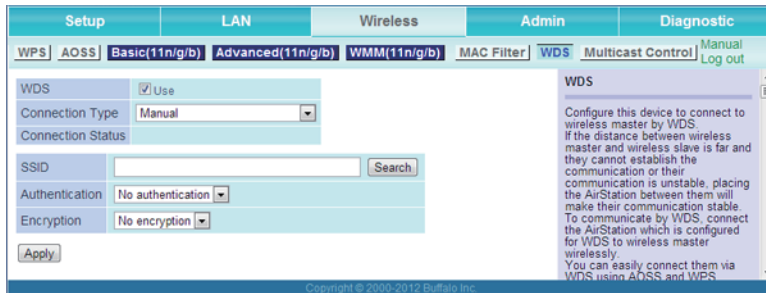 Setup LAN Wireless Admin Diagnostic
WPS AOSS Basic(11n/g/b) Advanced(11n/g/b) WMM(11n/g/b) MAC Filter WDS Multicast Control Manual
Log out
WDS Use
Connection Type Manual
Connection Status
SSID Search
Authentication No authentication
Encryption No encryption
Apply
WDS
Configure this device to connect to
wireless master by WDS.
If the distance between wireless
master and wireless slave is far and
they cannot establish the
communication or their
communication is unstable, placing
the AirStation between them will
make their communication stable.
To communicate by WDS, connect
the AirStation which is configured
for WDS to wireless master
wirelessly.
You can easily connect them via
WDS using AOSS and WPS
Copyright © 2000-2012 Buffalo Inc.